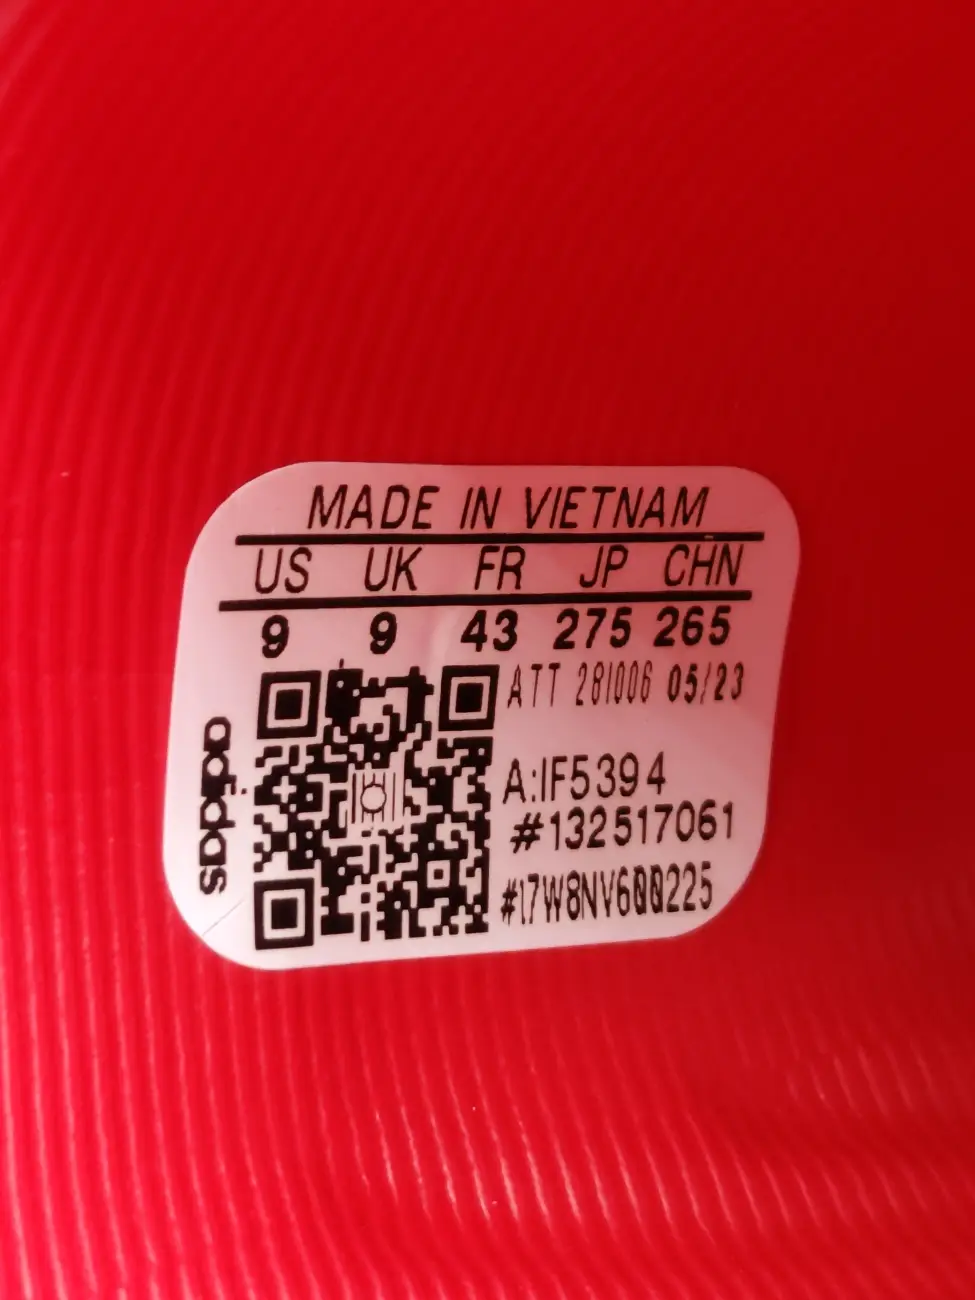 MADE IN VIETNAM
US UK FR JP CHN
9 9 43 275 265
ATT 281006 05/23
A:IF5394
#132517061
#17W8NV600225
adidas